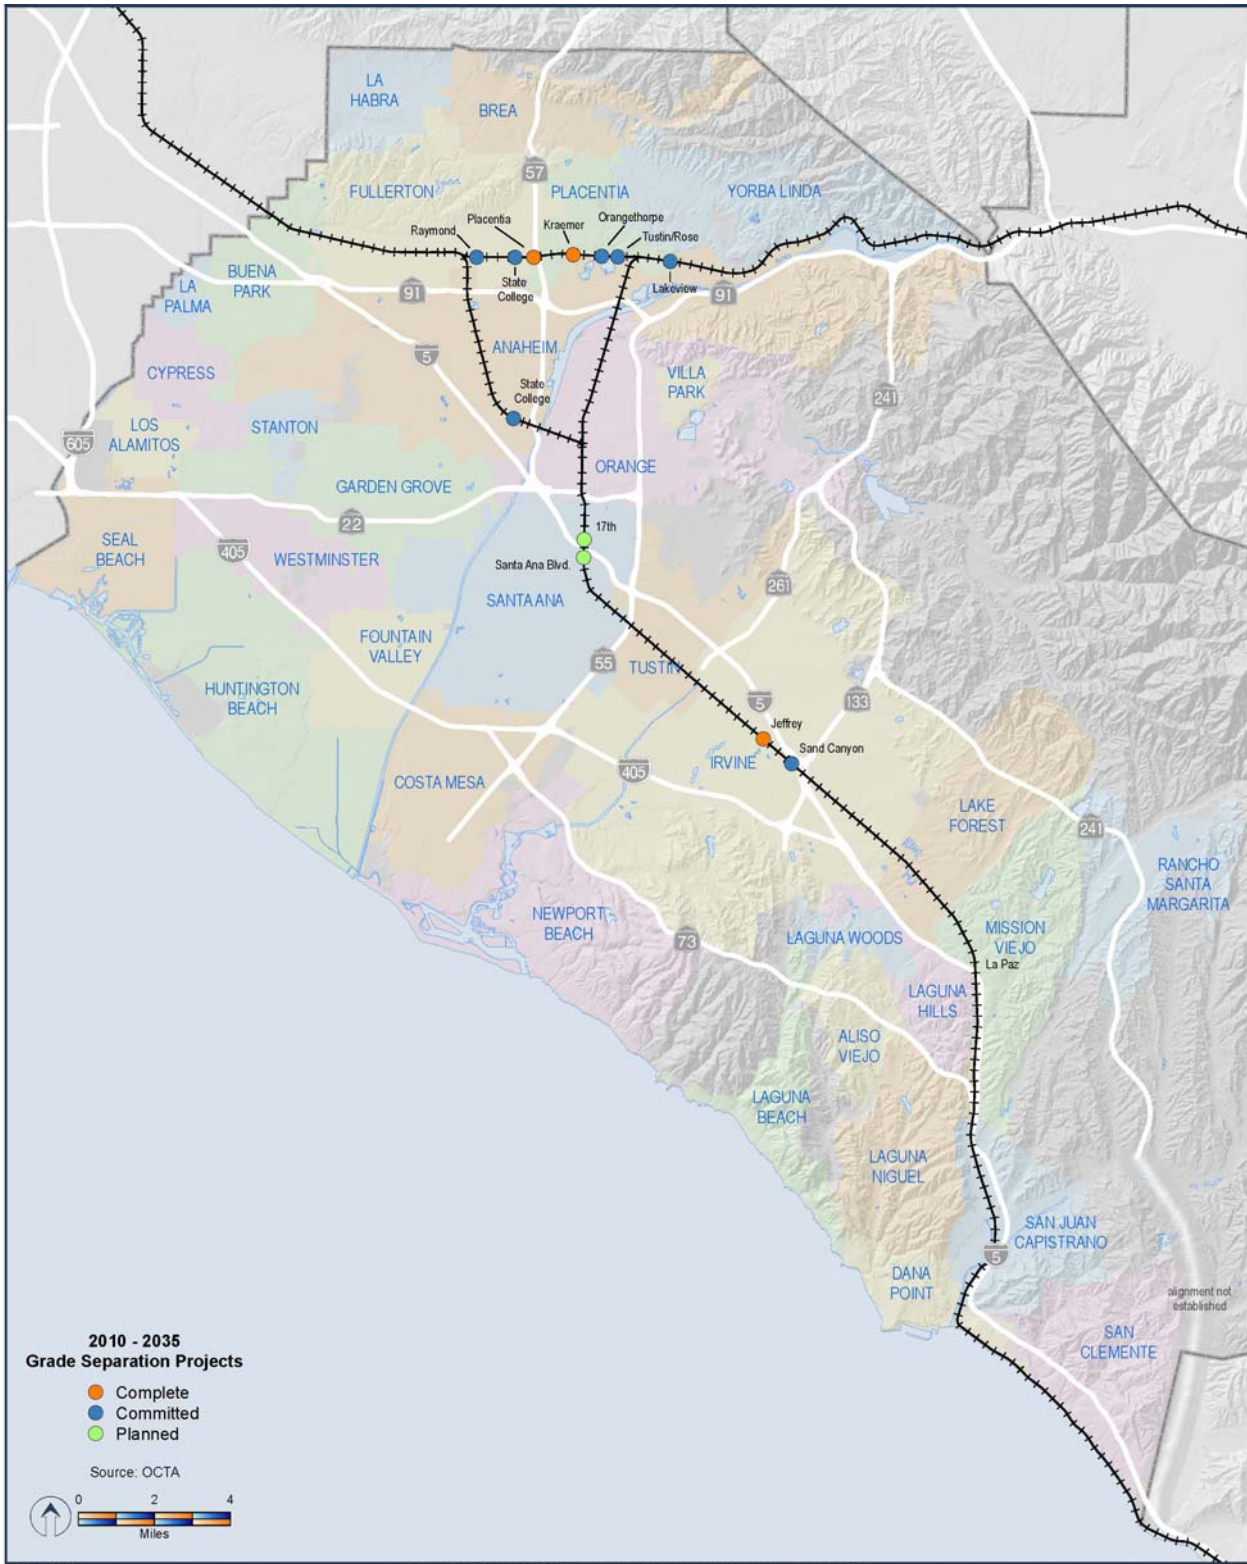 LA
HABRA
BREA
57
FULLERTON
PLACENTIA
YORBA LINDA
Placentia
Kraemer
Orangethorpe
Raymond
Tustin/Rose
State
College
Lakeview
BUENA
PARK
LA
PALMA
91
91
ANAHEIM
5
CYPRESS
VILLA
PARK
State
College
241
LOS
ALAMITOS
STANTON
605
ORANGE
GARDEN GROVE
22
SEAL
BEACH
405
WESTMINSTER
17th
Santa Ana Blvd.
SANTA ANA
261
FOUNTAIN
VALLEY
55
TUSTIN
HUNTINGTON
BEACH
5
133
Jeffrey
Sand Canyon
IRVINE
405
COSTA MESA
LAKE
FOREST
241
RANCHO
SANTA
MARGARITA
NEWPORT
BEACH
73
LAGUNA WOODS
MISSION
VIEJO
La Paz
LAGUNA
HILLS
ALISO
VIEJO
LAGUNA
BEACH
LAGUNA
NIGUEL
SAN JUAN
CAPISTRANO
5
DANA
POINT
alignment not
established
SAN
CLEMENTE
2010 - 2035
Grade Separation Projects
Complete
Committed
Planned
Source: OCTA
0 2 4
Miles